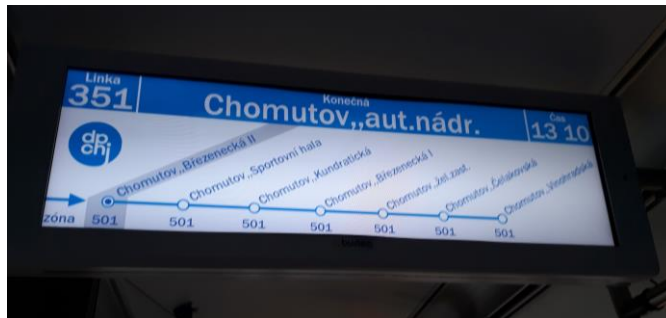 Linka
351
Konečná
Chomutov,,aut.nádr.
Čas
13 10
dp
chj
Chomutov,,Březenecká II
Chomutov,,Sportovní hala
Chomutov,,Kundratická
Chomutov,,Březenecká I
Chomutov,,žel.zast.
Chomutov,,Čelakovská
Chomutov,,Vinohradská
zóna 501 501 501 501 501 501 501